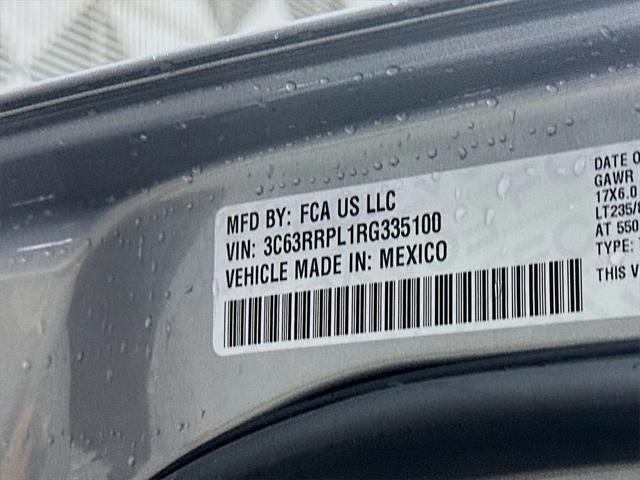 MFD BY: FCA US LLC
VIN: 3C63RRPL1RG335100
VEHICLE MADE IN: MEXICO
DATE O
GAWR
17X6.0
LT235/8
AT 550
TYPE:
THIS V